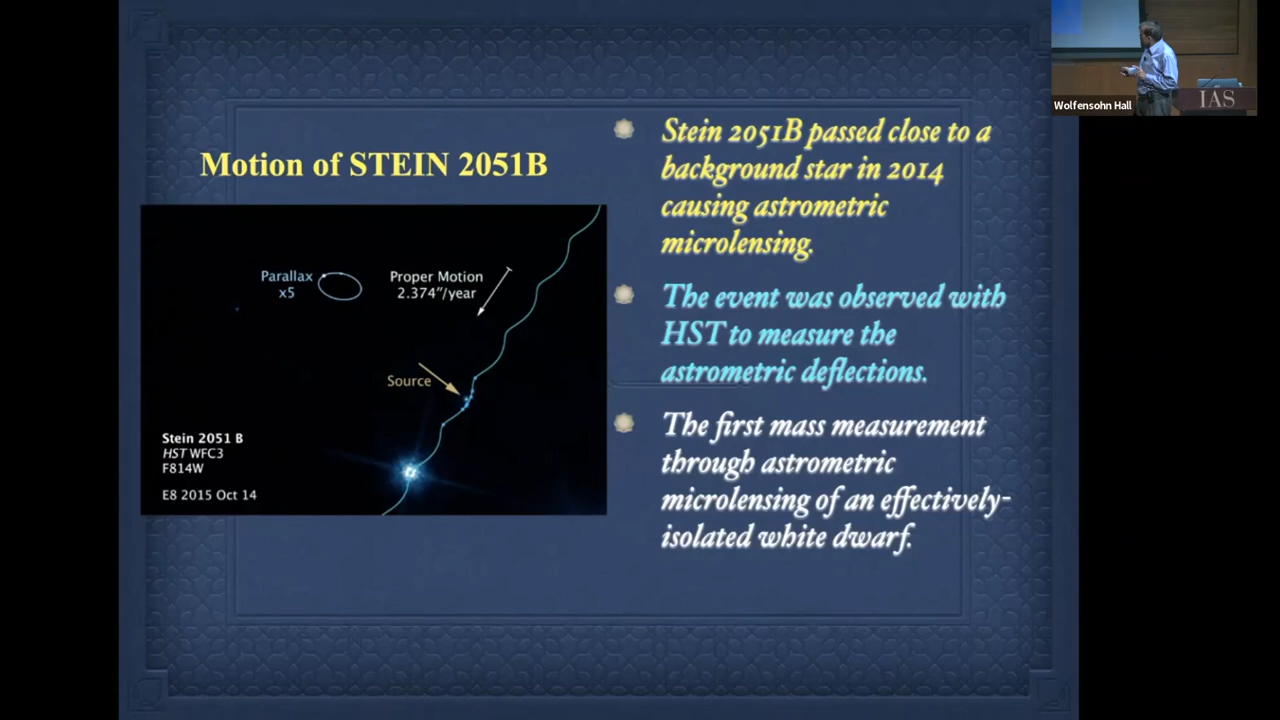 Motion of STEIN 2051B
Parallax
x5
Proper Motion
2.374"/year
Source
Stein 2051 B
HST WFC3
F814W
E8 2015 Oct 14
Stein 2051B passed close to a
background star in 2014
causing astrometric
microlensing.
The event was observed with
HST to measure the
astrometric deflections.
The first mass measurement
through astrometric
microlensing of an effectively-
isolated white dwarf.
Wolfensohn Hall
IAS